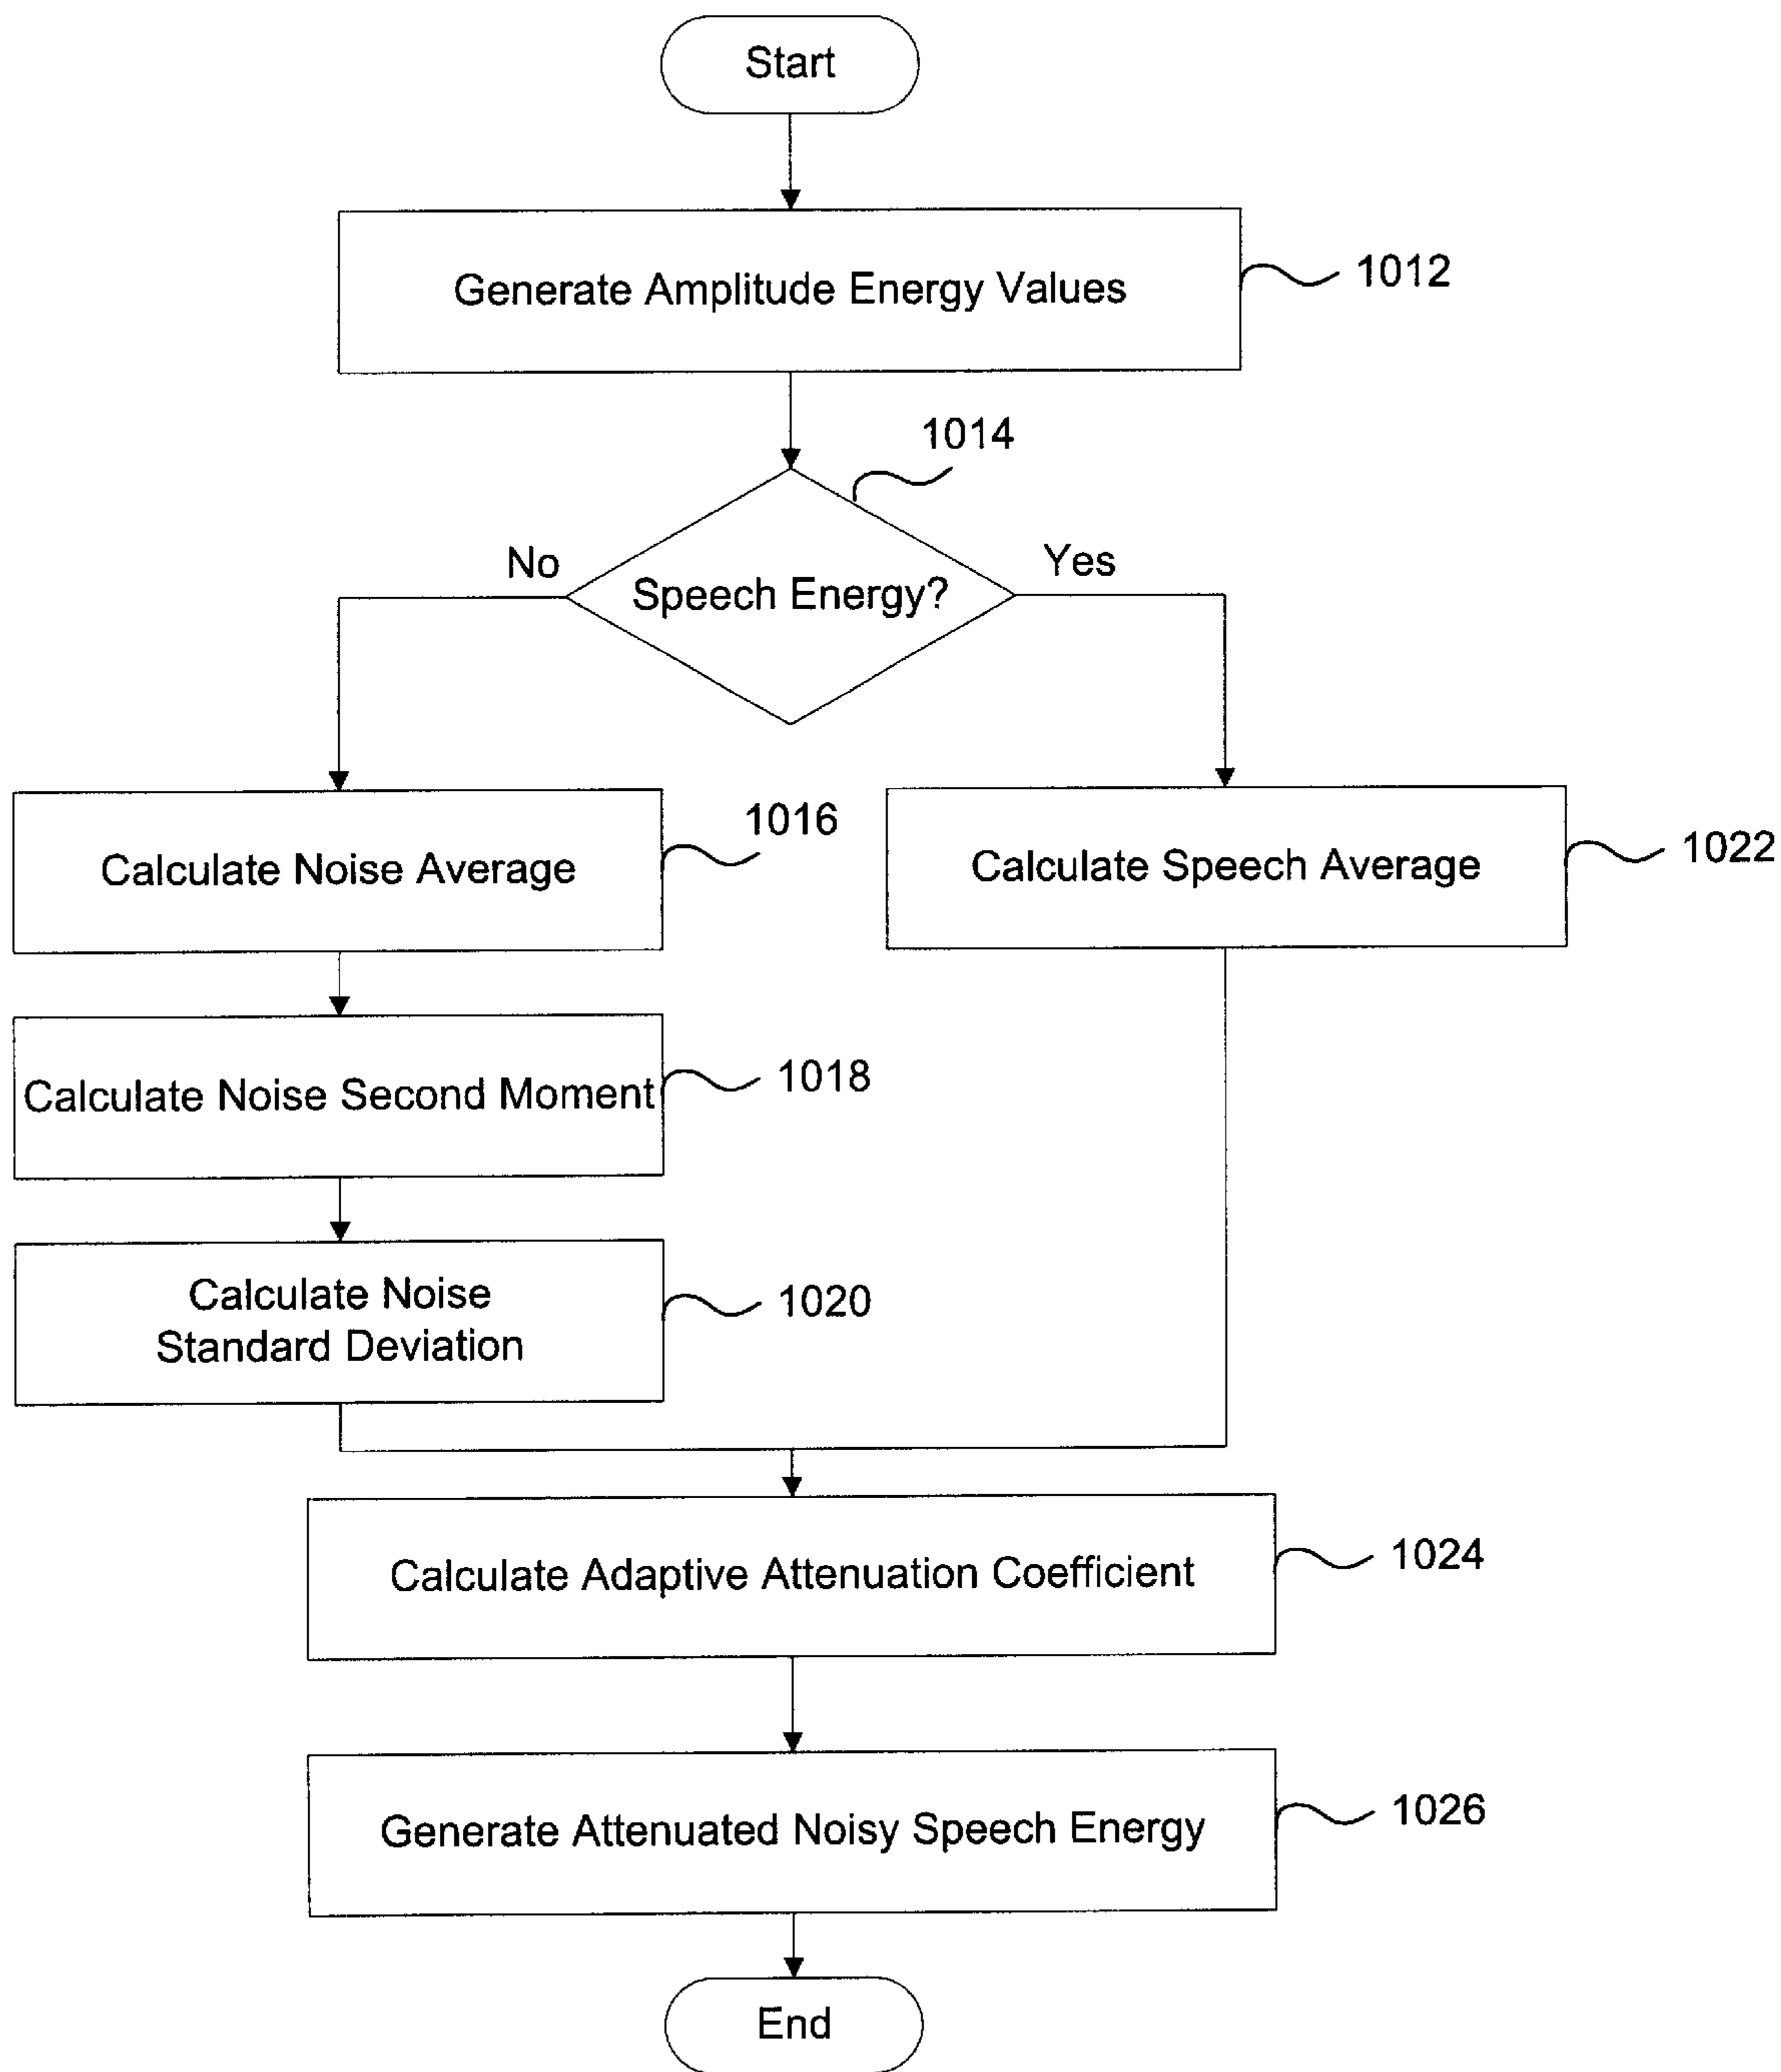 Start
Generate Amplitude Energy Values
1012
1014
No
Yes
Speech Energy?
Calculate Noise Average
1016
Calculate Speech Average
1022
Calculate Noise Second Moment
1018
Calculate Noise
Standard Deviation
1020
Calculate Adaptive Attenuation Coefficient
1024
Generate Attenuated Noisy Speech Energy
1026
End